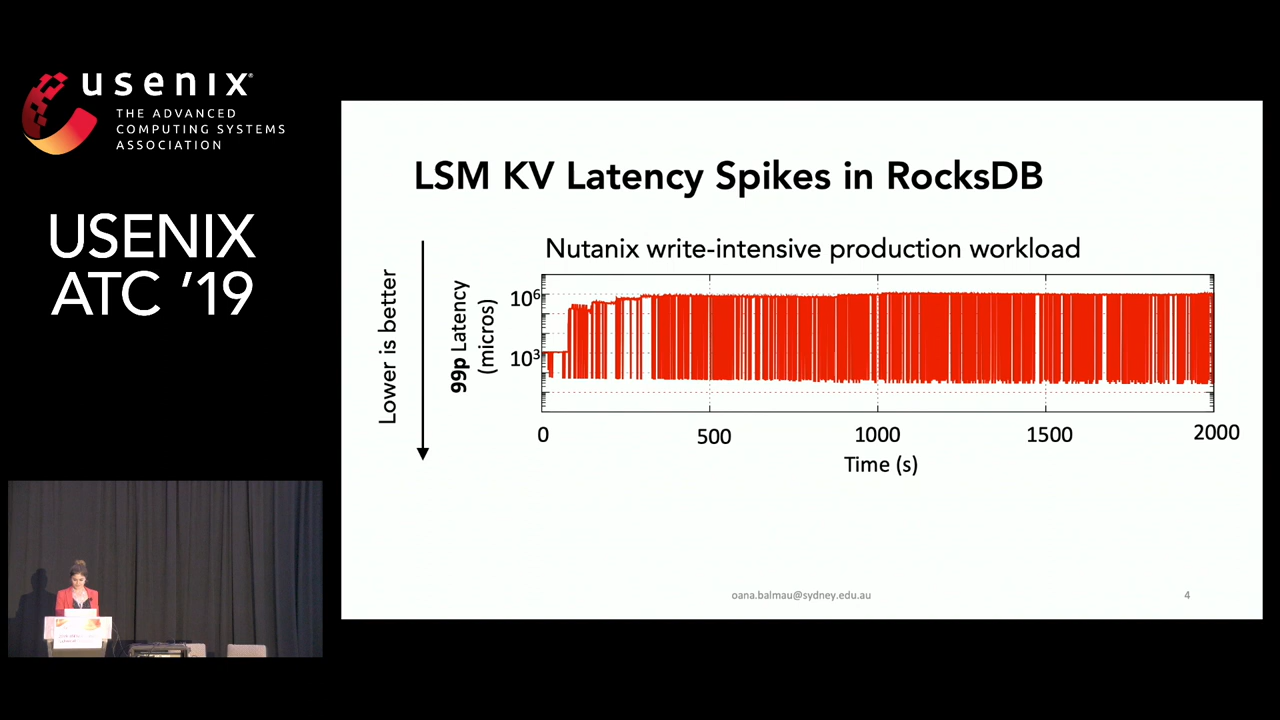 usenix
THE ADVANCED
COMPUTING SYSTEMS
ASSOCIATION
USENIX
ATC '19
LSM KV Latency Spikes in RocksDB
Nutanix write-intensive production workload
Lower is better
99p Latency
(micros)
10⁶
10³
0 500 1000 1500 2000
Time (s)
oana.balmau@sydney.edu.au
4